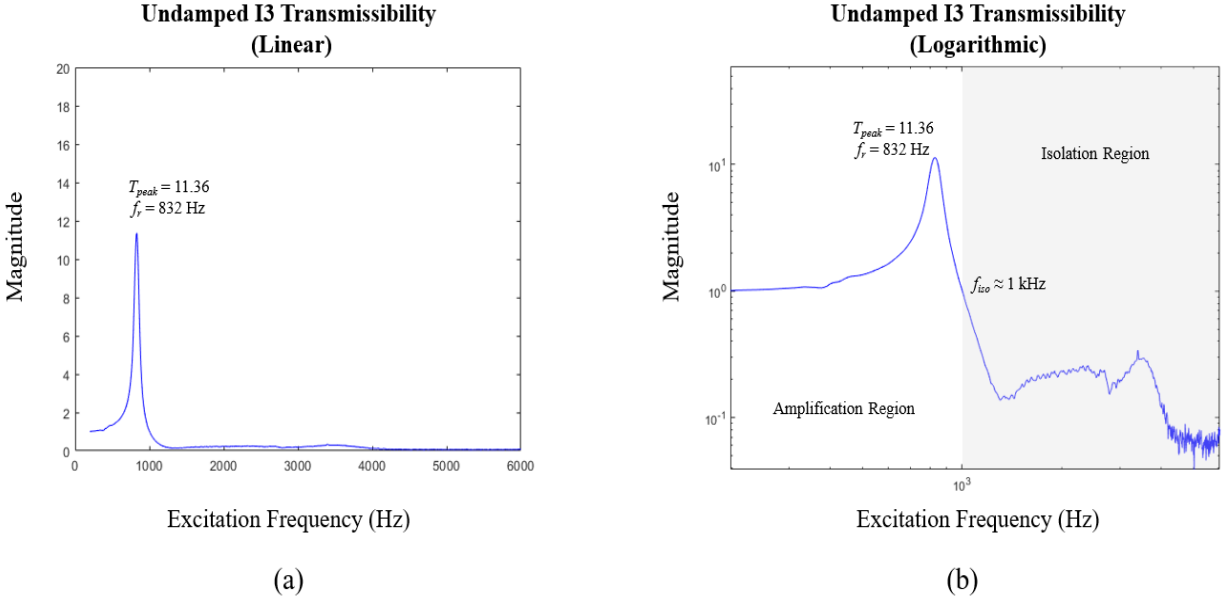 Undamped I3 Transmissibility
(Linear)
20
18
16
14
12
10
8
6
4
2
0
T_peak = 11.36
f_r = 832 Hz
Magnitude
0 1000 2000 3000 4000 5000 6000
Excitation Frequency (Hz)
(a)
Undamped I3 Transmissibility
(Logarithmic)
10^1
10^0
10^-1
T_peak = 11.36
f_r = 832 Hz
Isolation Region
f_iso ≈ 1 kHz
Amplification Region
Magnitude
10^3
Excitation Frequency (Hz)
(b)